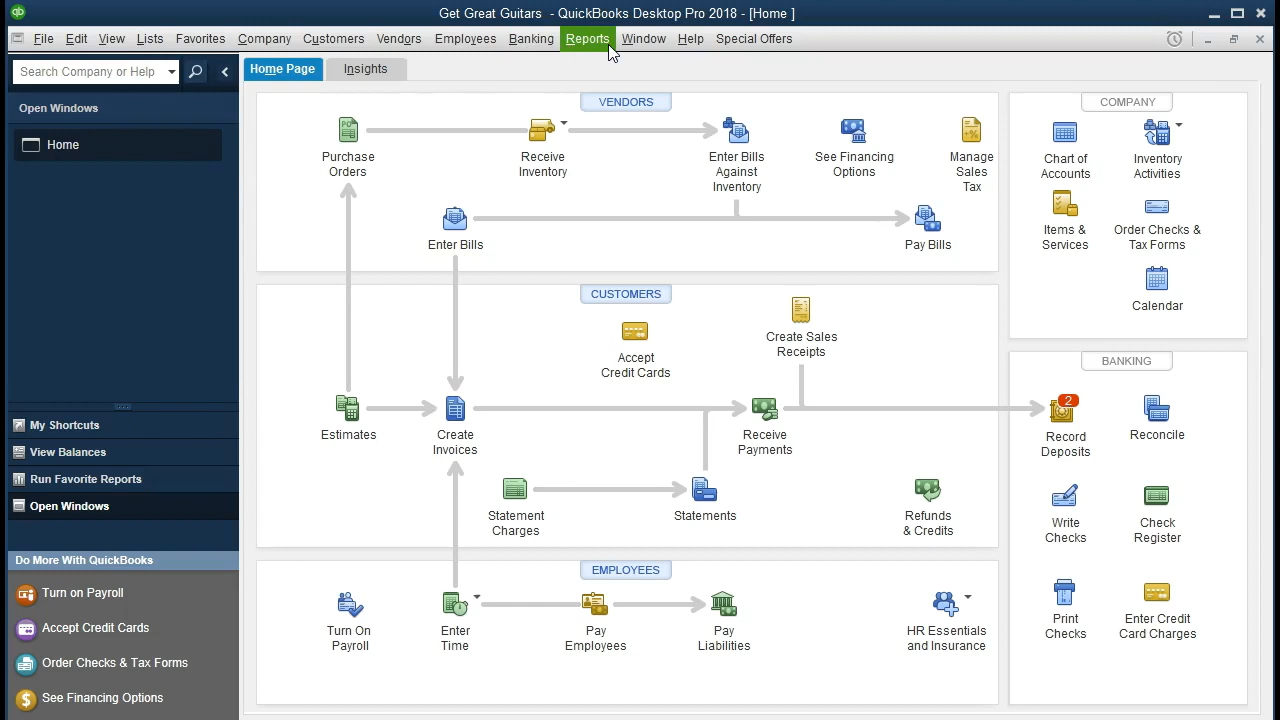 qb
Get Great Guitars - QuickBooks Desktop Pro 2018 - [Home ]
File Edit View Lists Favorites Company Customers Vendors Employees Banking Reports Window Help Special Offers
Search Company or Help
Home Page Insights
Open Windows
Home
My Shortcuts
View Balances
Run Favorite Reports
Open Windows
Do More With QuickBooks
Turn on Payroll
Accept Credit Cards
Order Checks & Tax Forms
See Financing Options
VENDORS
Purchase
Orders
Receive
Inventory
Enter Bills
Against
Inventory
See Financing
Options
Manage
Sales
Tax
Enter Bills
Pay Bills
CUSTOMERS
Accept
Credit Cards
Create Sales
Receipts
Estimates
Create
Invoices
Receive
Payments
Statement
Charges
Statements
Refunds
& Credits
EMPLOYEES
Turn On
Payroll
Enter
Time
Pay
Employees
Pay
Liabilities
HR Essentials
and Insurance
COMPANY
Chart of
Accounts
Inventory
Activities
Items &
Services
Order Checks &
Tax Forms
Calendar
BANKING
2
Record
Deposits
Reconcile
Write
Checks
Check
Register
Print
Checks
Enter Credit
Card Charges